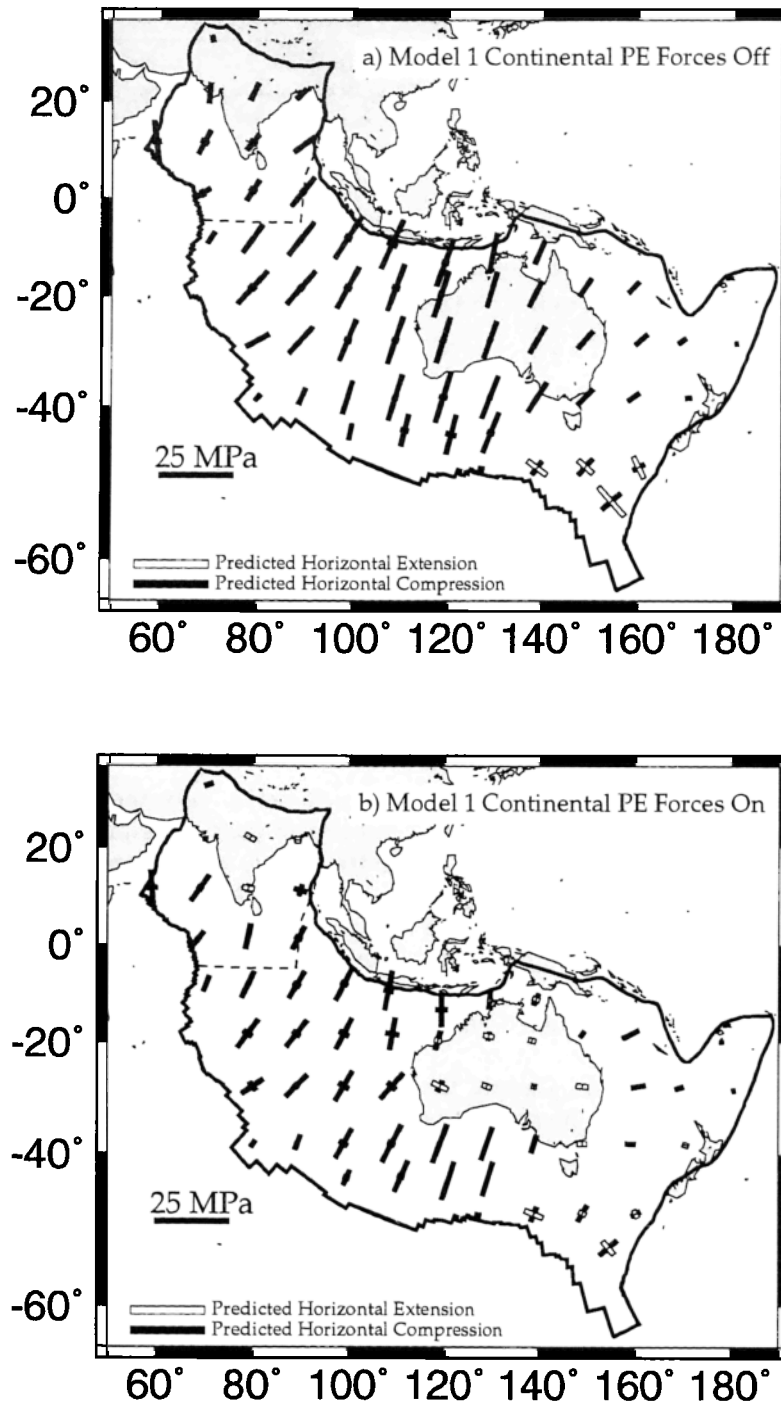 a) Model 1 Continental PE Forces Off
20°
0°
-20°
-40°
-60°
25 MPa
Predicted Horizontal Extension
Predicted Horizontal Compression
60° 80° 100° 120° 140° 160° 180°
b) Model 1 Continental PE Forces On
20°
0°
-20°
-40°
-60°
25 MPa
Predicted Horizontal Extension
Predicted Horizontal Compression
60° 80° 100° 120° 140° 160° 180°